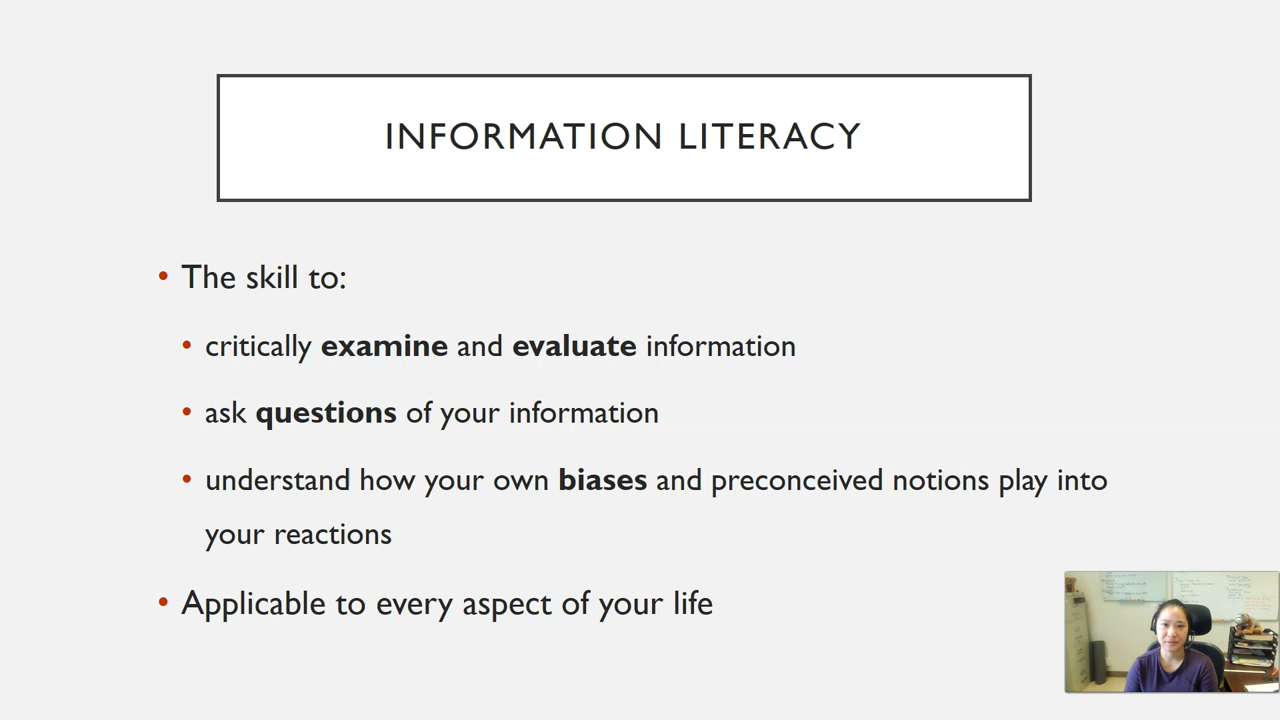 INFORMATION LITERACY
• The skill to:
• critically examine and evaluate information
• ask questions of your information
• understand how your own biases and preconceived notions play into
your reactions
• Applicable to every aspect of your life